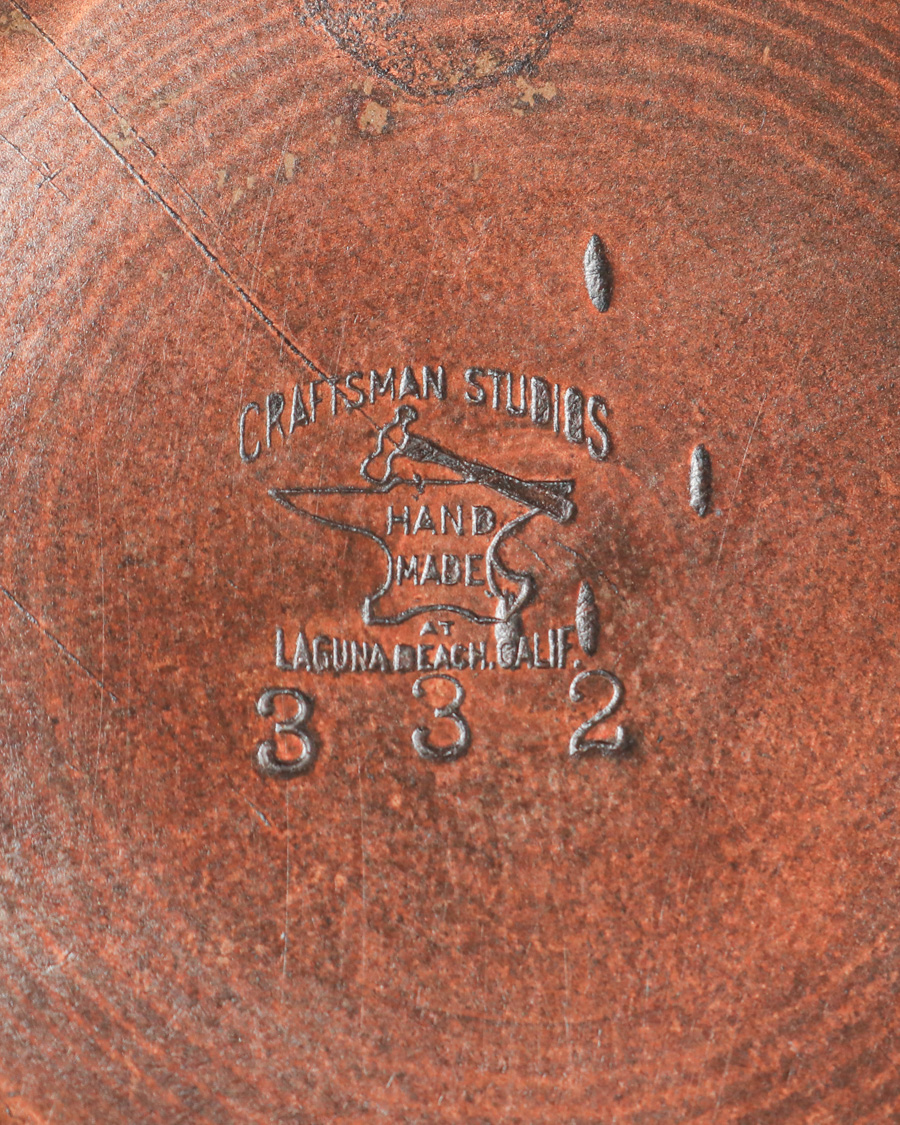 CRAFTSMAN STUDIOS
HAND
MADE
AT
LAGUNA BEACH. CALIF.
3 3 2